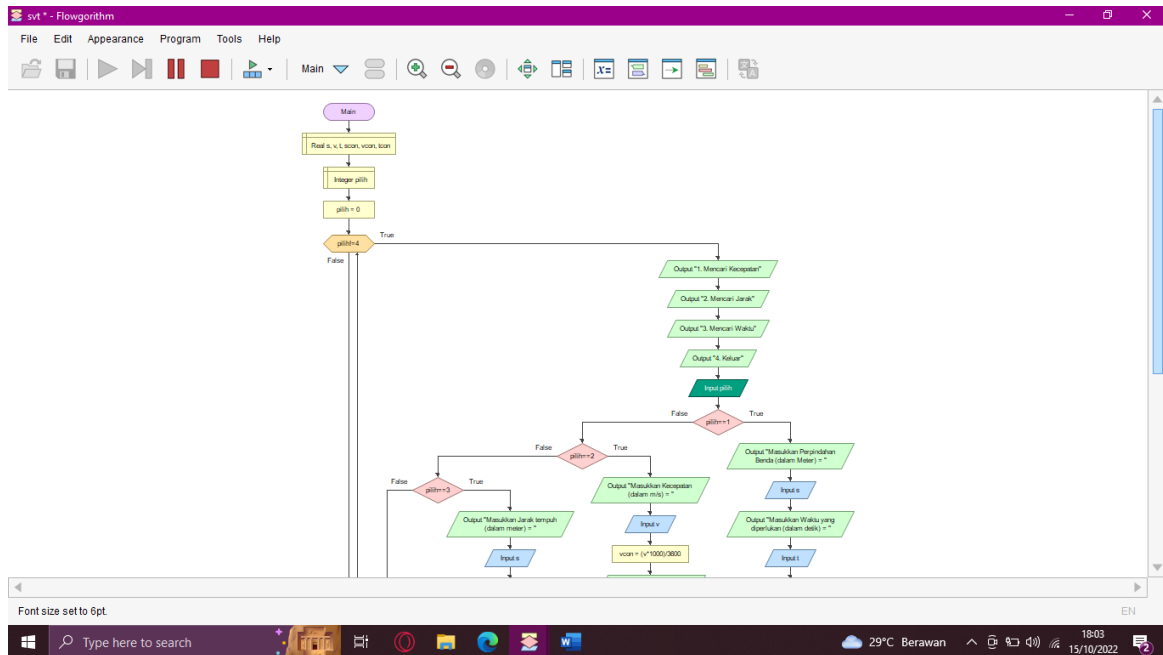 svt * - Flowgorithm
File Edit Appearance Program Tools Help
Main
x=
Main
Real s, v, t, scon, vcon, tcon
Integer pilih
pilih = 0
pilih!=4
True
False
Output "1. Mencari Kecepatan"
Output "2. Mencari Jarak"
Output "3. Mencari Waktu"
Output "4. Keluar"
Input pilih
False
True
pilih==1
False
True
pilih==2
Output "Masukkan Perpindahan
Benda (dalam Meter) = "
False
True
pilih==3
Output "Masukkan Kecepatan
(dalam m/s) = "
Input s
Output "Masukkan Jarak tempuh
(dalam meter) = "
Input v
Output "Masukkan Waktu yang
diperlukan (dalam detik) = "
Input s
vcon = (v*1000)/3600
Input t
Font size set to 6pt.
EN
Type here to search
29°C Berawan
18:03
15/10/2022
2